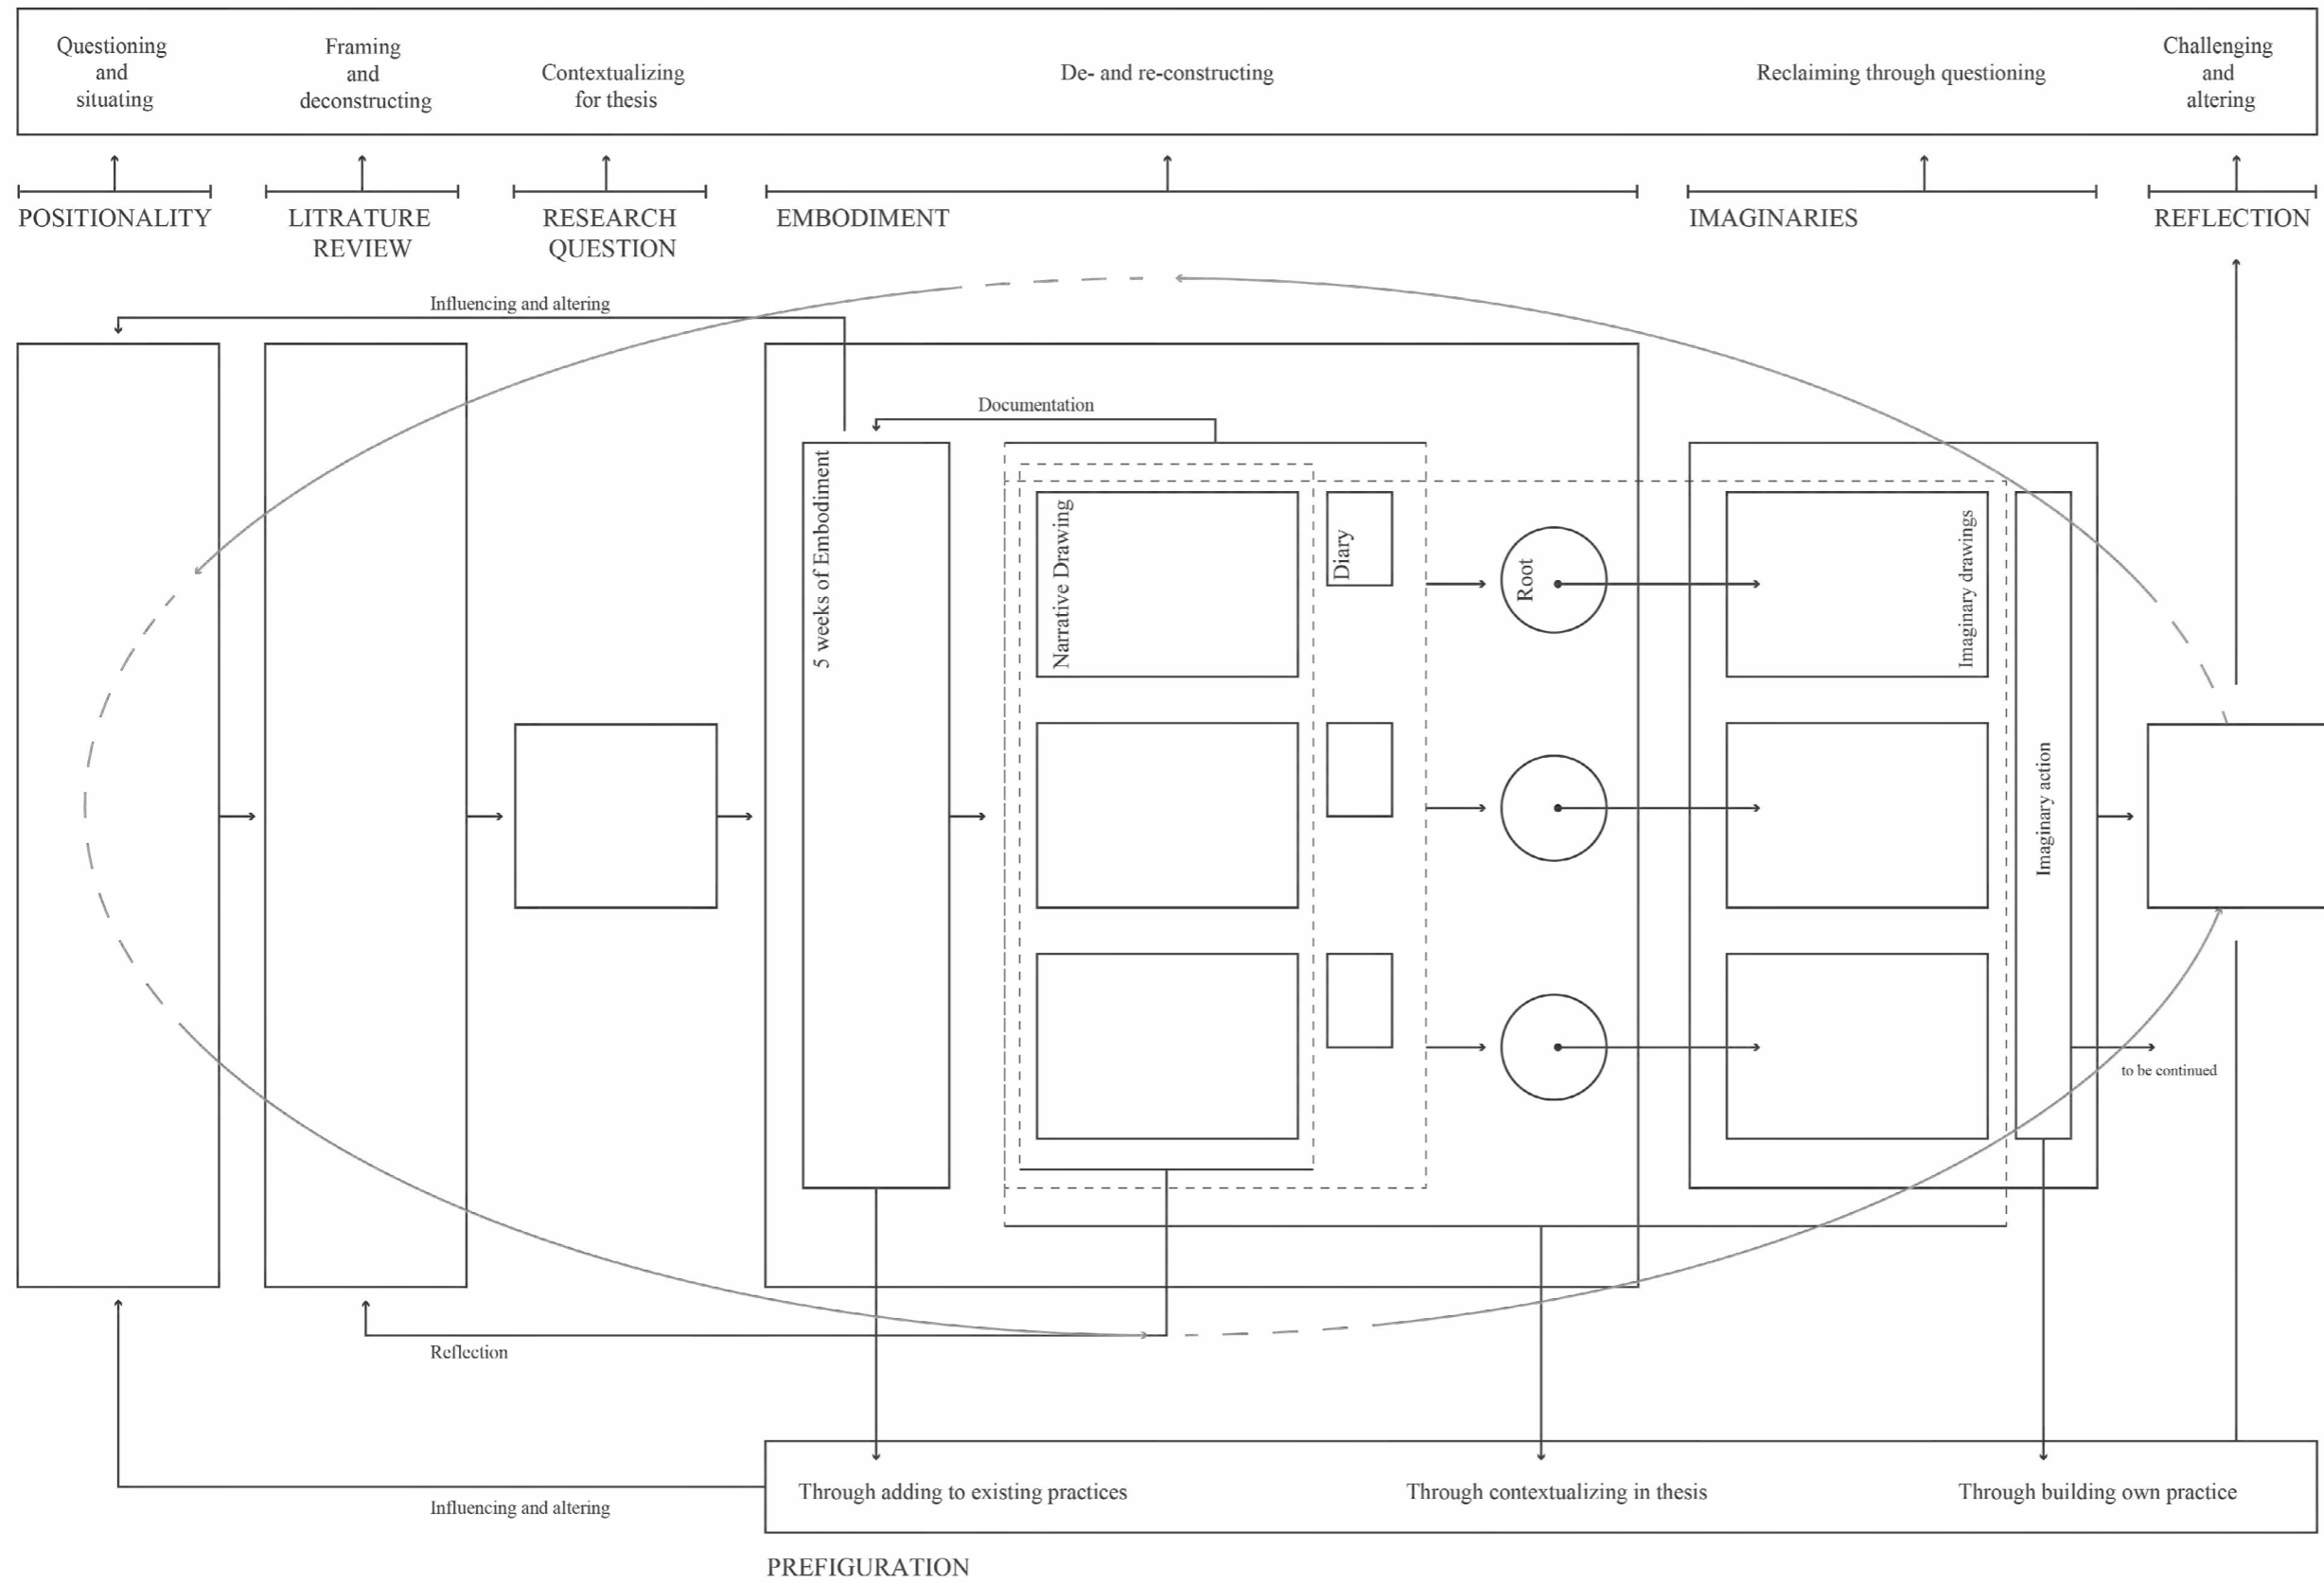 Questioning
and
situating
Framing
and
deconstructing
Contextualizing
for thesis
De- and re-constructing
Reclaiming through questioning
Challenging
and
altering
POSITIONALITY
LITRATURE
REVIEW
RESEARCH
QUESTION
EMBODIMENT
IMAGINARIES
REFLECTION
Influencing and altering
Documentation
5 weeks of Embodiment
Narrative Drawing
Diary
Root
Imaginary drawings
Imaginary action
to be continued
Reflection
Influencing and altering
Through adding to existing practices
Through contextualizing in thesis
Through building own practice
PREFIGURATION